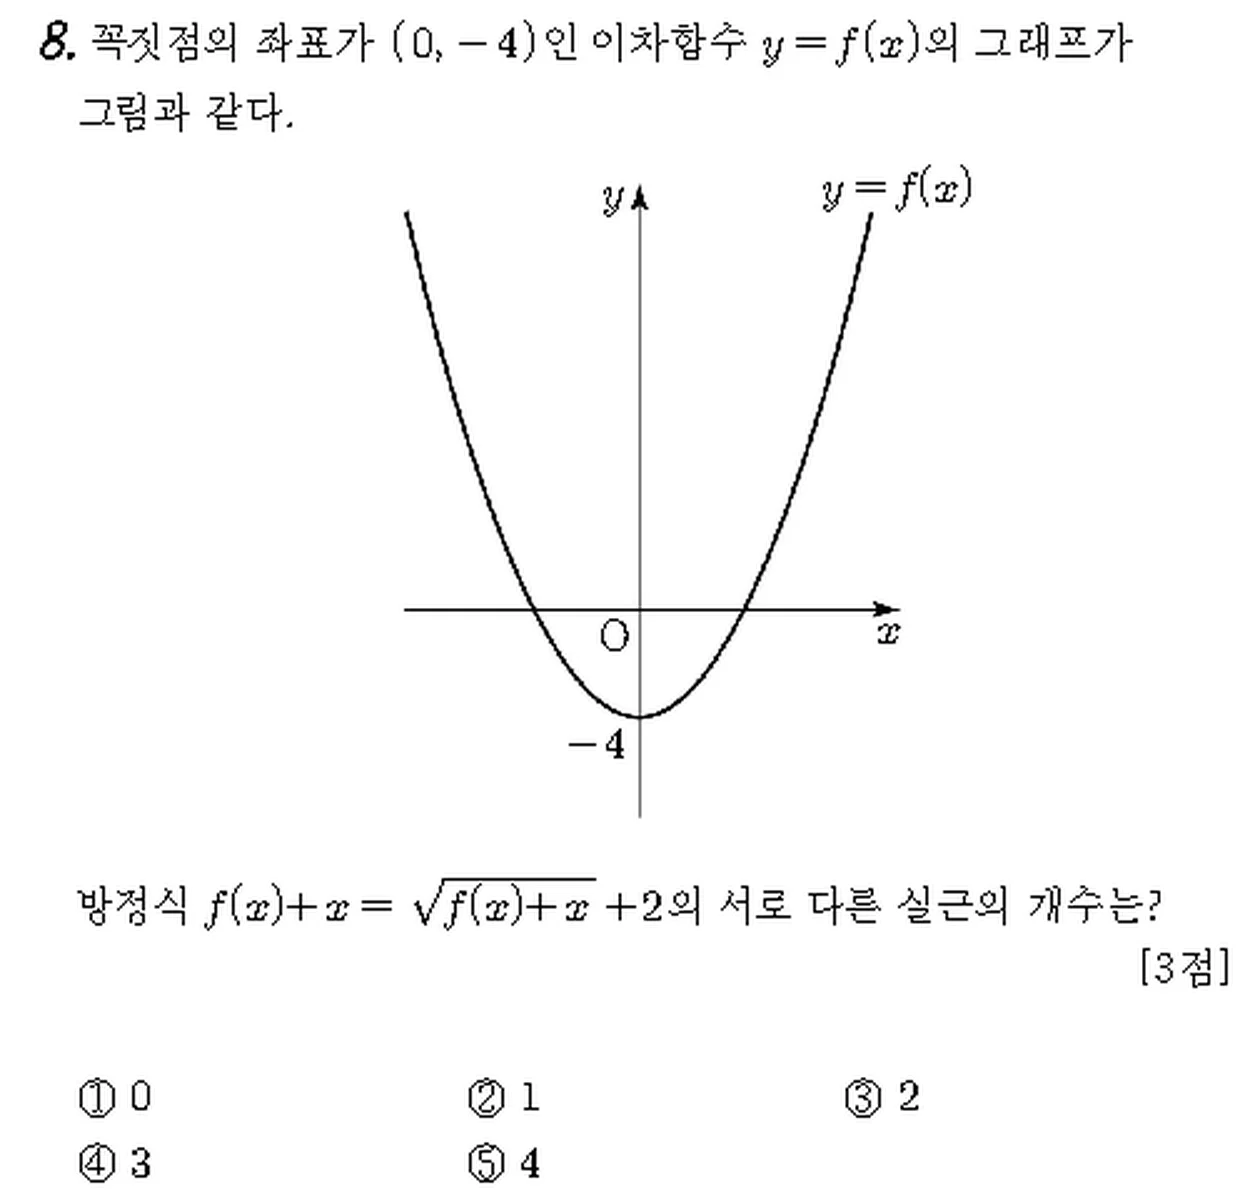 8. 꼭짓점의 좌표가 (0, -4)인 이차함수 y=f(x)의 그래프가
그림과 같다.
y
y=f(x)
O
x
-4
방정식 f(x)+x=√(f(x)+x)+2의 서로 다른 실근의 개수는?
[3점]
① 0 ② 1 ③ 2
④ 3 ⑤ 4